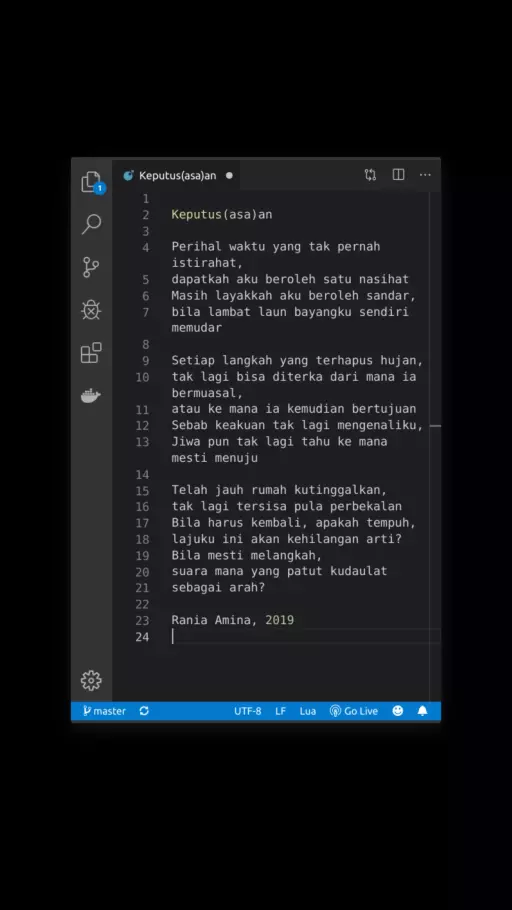 Keputus(asa)an
1
1
2 Keputus(asa)an
3
4 Perihal waktu yang tak pernah
istirahat,
5 dapatkah aku beroleh satu nasihat
6 Masih layakkah aku beroleh sandar,
7 bila lambat laun bayangku sendiri
memudar
8
9 Setiap langkah yang terhapus hujan,
10 tak lagi bisa diterka dari mana ia
bermuasal,
11 atau ke mana ia kemudian bertujuan
12 Sebab keakuan tak lagi mengenaliku,
13 Jiwa pun tak lagi tahu ke mana
mesti menuju
14
15 Telah jauh rumah kutinggalkan,
16 tak lagi tersisa pula perbekalan
17 Bila harus kembali, apakah tempuh,
18 lajuku ini akan kehilangan arti?
19 Bila mesti melangkah,
20 suara mana yang patut kudaulat
21 sebagai arah?
22
23 Rania Amina, 2019
24
master UTF-8 LF Lua Go Live